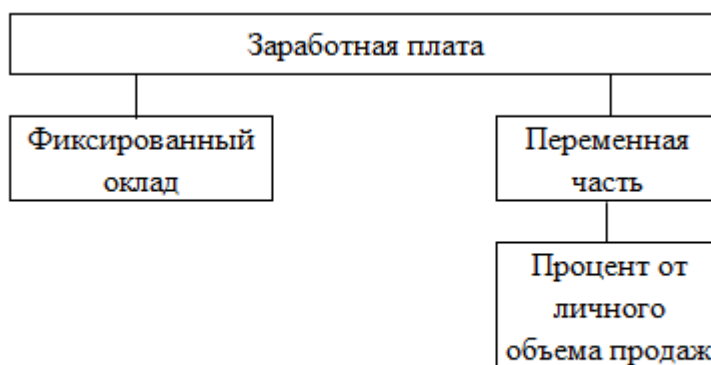 Заработная плата
Фиксированный
оклад
Переменная
часть
Процент от
личного
объема продаж